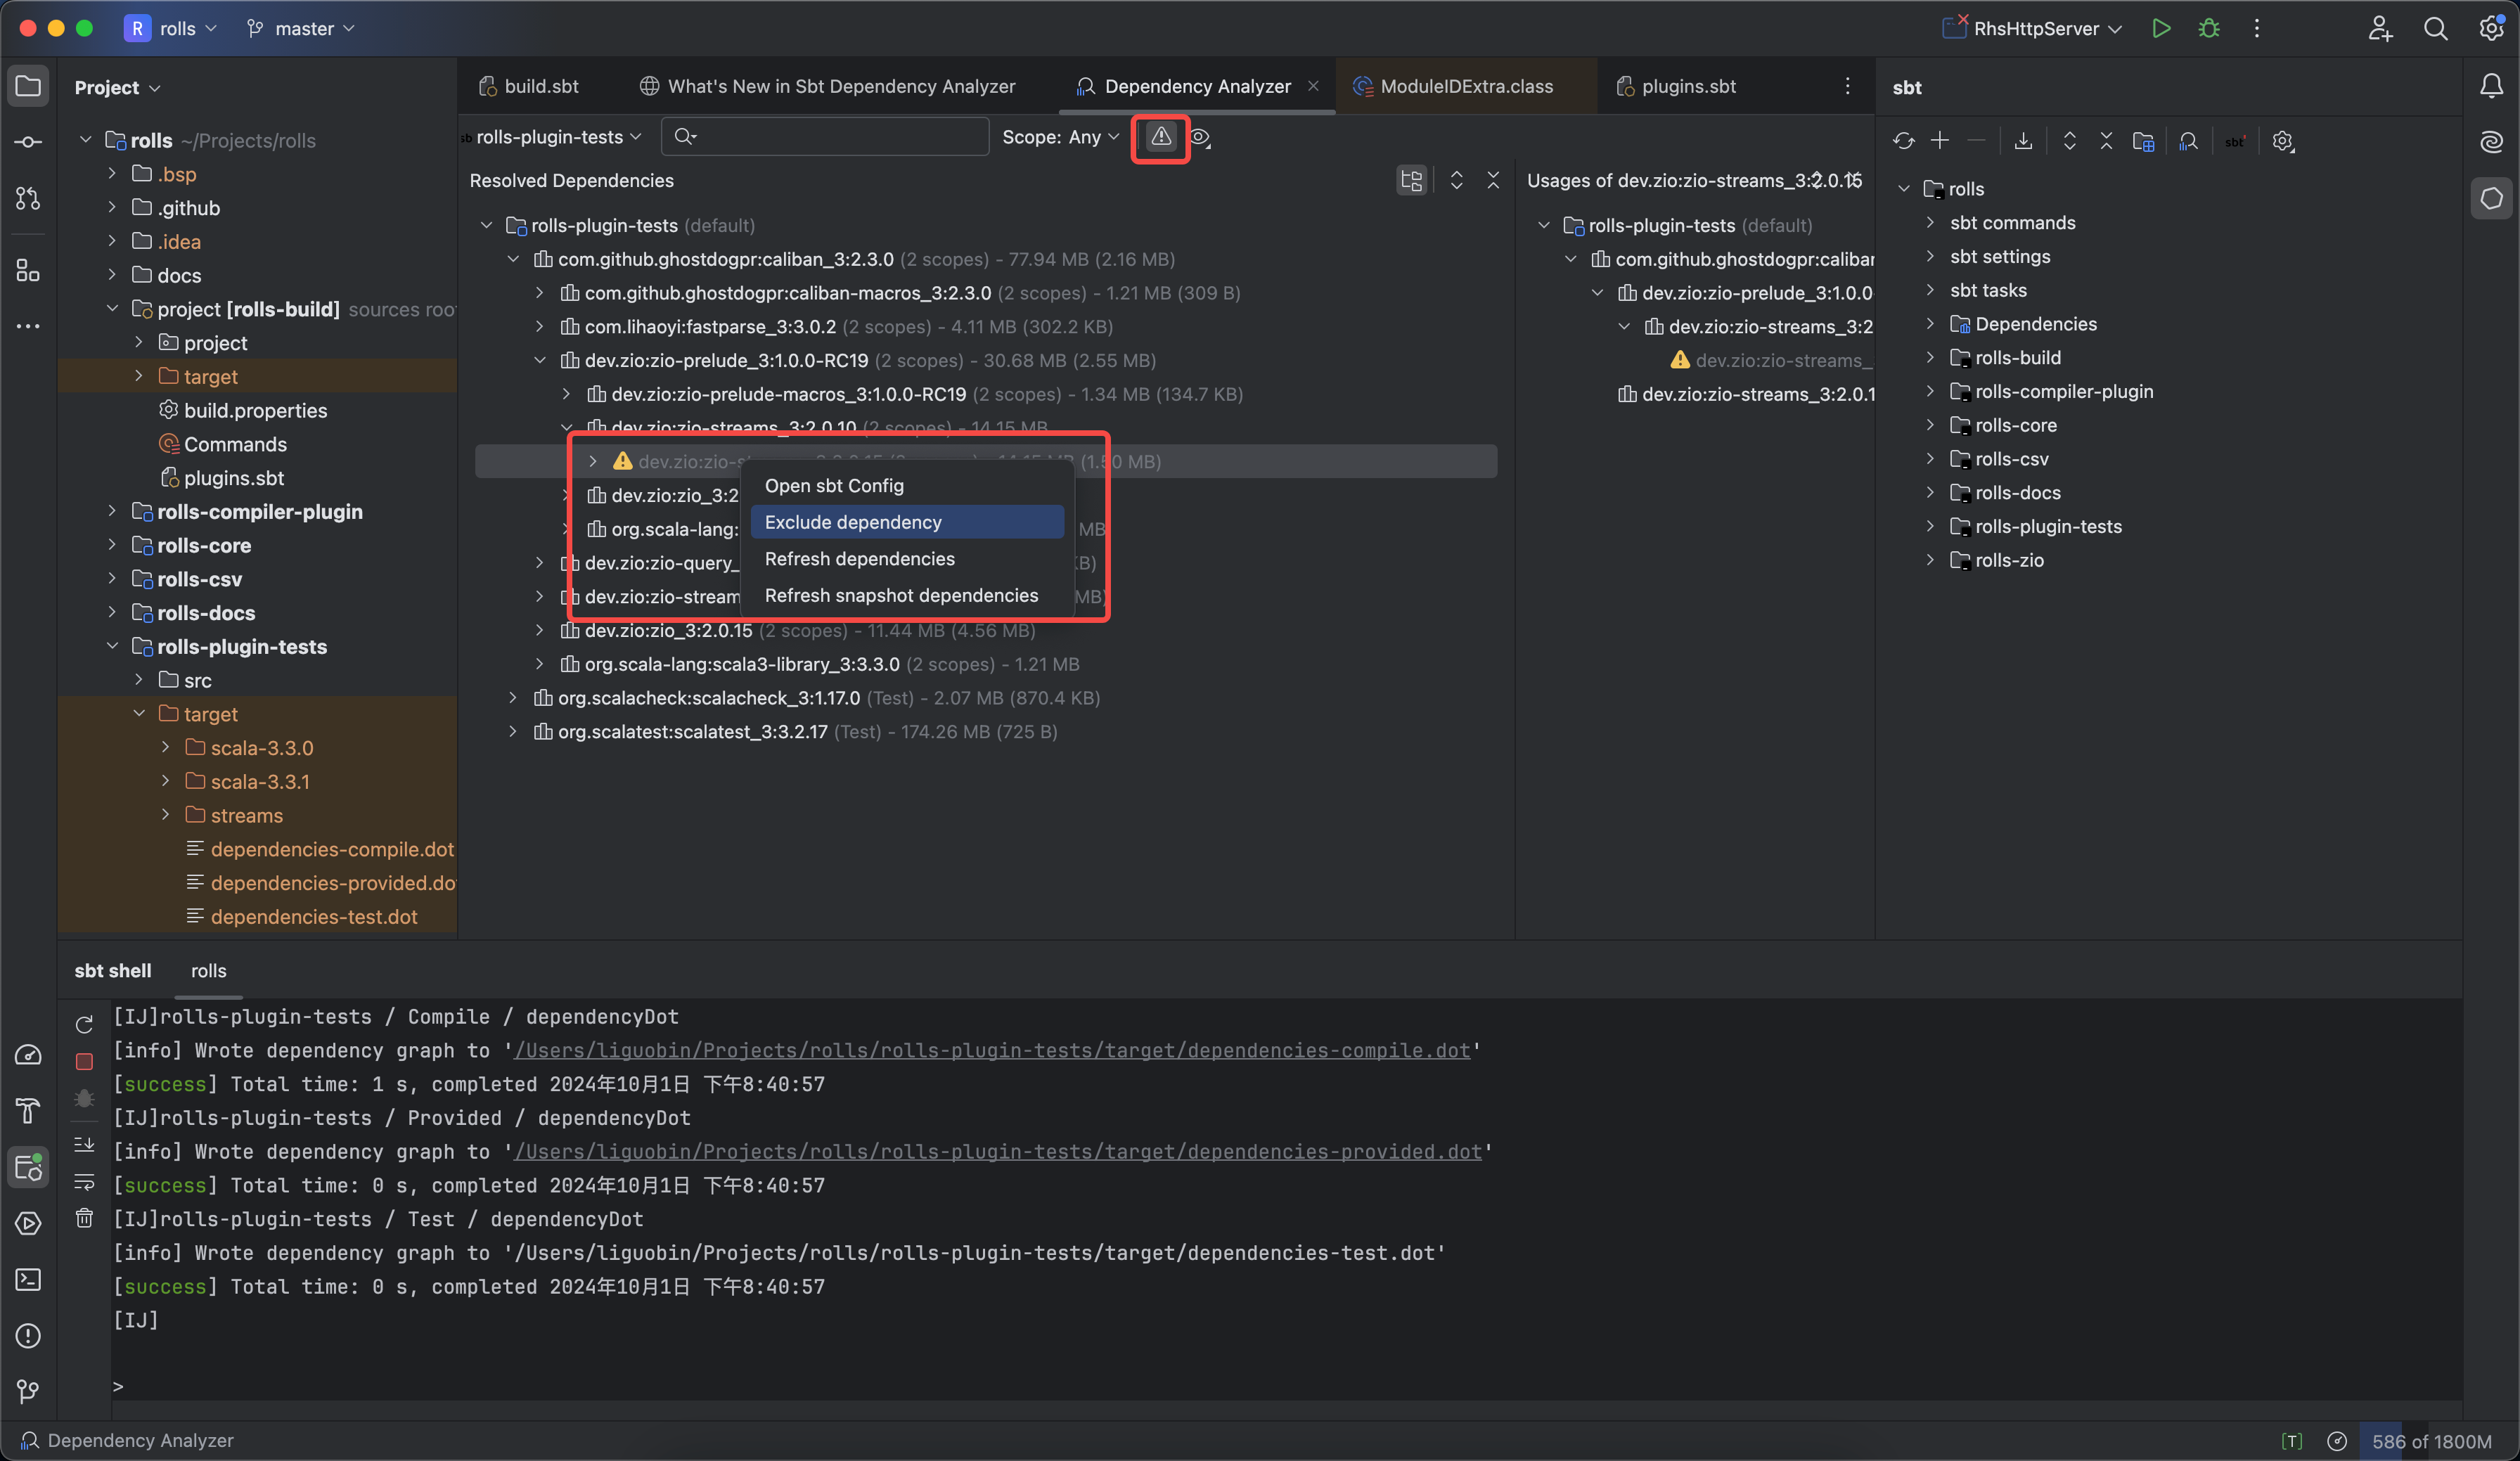 R rolls master
RhsHttpServer
Project
rolls ~/Projects/rolls
.bsp
.github
.idea
docs
project [rolls-build] sources roo
project
target
build.properties
Commands
plugins.sbt
rolls-compiler-plugin
rolls-core
rolls-csv
rolls-docs
rolls-plugin-tests
src
target
scala-3.3.0
scala-3.3.1
streams
dependencies-compile.dot
dependencies-provided.do
dependencies-test.dot
build.sbt What's New in Sbt Dependency Analyzer Dependency Analyzer ModuleIDExtra.class plugins.sbt
rolls-plugin-tests Scope: Any
Resolved Dependencies
rolls-plugin-tests (default)
com.github.ghostdogpr:caliban_3:2.3.0 (2 scopes) - 77.94 MB (2.16 MB)
com.github.ghostdogpr:caliban-macros_3:2.3.0 (2 scopes) - 1.21 MB (309 B)
com.lihaoyi:fastparse_3:3.0.2 (2 scopes) - 4.11 MB (302.2 KB)
dev.zio:zio-prelude_3:1.0.0-RC19 (2 scopes) - 30.68 MB (2.55 MB)
dev.zio:zio-prelude-macros_3:1.0.0-RC19 (2 scopes) - 1.34 MB (134.7 KB)
dev.zio:zio-streams_3:2.0.10 (2 scopes) - 14.15 MB
dev.zio:zio-s (1.50 MB)
dev.zio:zio_3:2
org.scala-lang: MB
dev.zio:zio-query_ KB)
dev.zio:zio-stream MB)
dev.zio:zio_3:2.0.15 (2 scopes) - 11.44 MB (4.56 MB)
org.scala-lang:scala3-library_3:3.3.0 (2 scopes) - 1.21 MB
org.scalacheck:scalacheck_3:1.17.0 (Test) - 2.07 MB (870.4 KB)
org.scalatest:scalatest_3:3.2.17 (Test) - 174.26 MB (725 B)
Open sbt Config
Exclude dependency
Refresh dependencies
Refresh snapshot dependencies
Usages of dev.zio:zio-streams_3:2.0.15
rolls-plugin-tests (default)
com.github.ghostdogpr:caliban
dev.zio:zio-prelude_3:1.0.0
dev.zio:zio-streams_3:2
dev.zio:zio-streams_
dev.zio:zio-streams_3:2.0.1
sbt
sbt
rolls
sbt commands
sbt settings
sbt tasks
Dependencies
rolls-build
rolls-compiler-plugin
rolls-core
rolls-csv
rolls-docs
rolls-plugin-tests
rolls-zio
sbt shell rolls
[IJ]rolls-plugin-tests / Compile / dependencyDot
[info] Wrote dependency graph to '/Users/liguobin/Projects/rolls/rolls-plugin-tests/target/dependencies-compile.dot'
[success] Total time: 1 s, completed 2024年10月1日 下午8:40:57
[IJ]rolls-plugin-tests / Provided / dependencyDot
[info] Wrote dependency graph to '/Users/liguobin/Projects/rolls/rolls-plugin-tests/target/dependencies-provided.dot'
[success] Total time: 0 s, completed 2024年10月1日 下午8:40:57
[IJ]rolls-plugin-tests / Test / dependencyDot
[info] Wrote dependency graph to '/Users/liguobin/Projects/rolls/rolls-plugin-tests/target/dependencies-test.dot'
[success] Total time: 0 s, completed 2024年10月1日 下午8:40:57
[IJ]
>
Dependency Analyzer
[T] 586 of 1800M